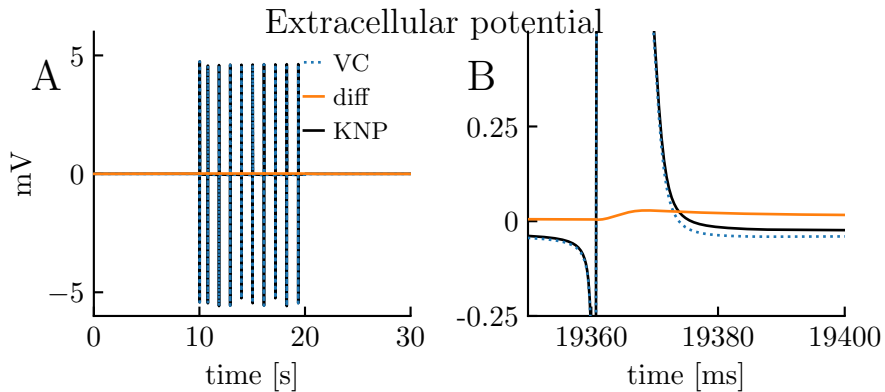 Extracellular potential
A
VC
diff
KNP
5
0
−5
mV
0
10
20
30
time [s]
B
0.25
0
-0.25
19360
19380
19400
time [ms]